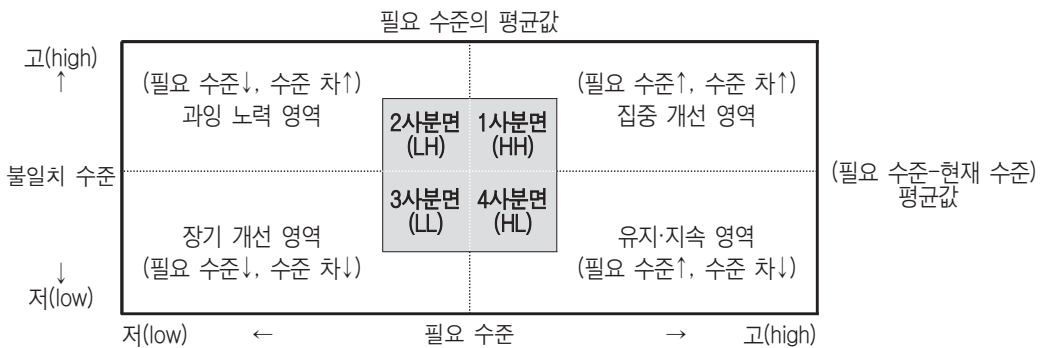 필요 수준의 평균값
고(high)
↑
(필요 수준↓, 수준 차↑)
과잉 노력 영역
2사분면
(LH)
1사분면
(HH)
(필요 수준↑, 수준 차↑)
집중 개선 영역
불일치 수준
(필요 수준-현재 수준)
평균값
3사분면
(LL)
4사분면
(HL)
장기 개선 영역
(필요 수준↓, 수준 차↓)
유지·지속 영역
(필요 수준↑, 수준 차↓)
↓
저(low)
저(low) ← 필요 수준 → 고(high)